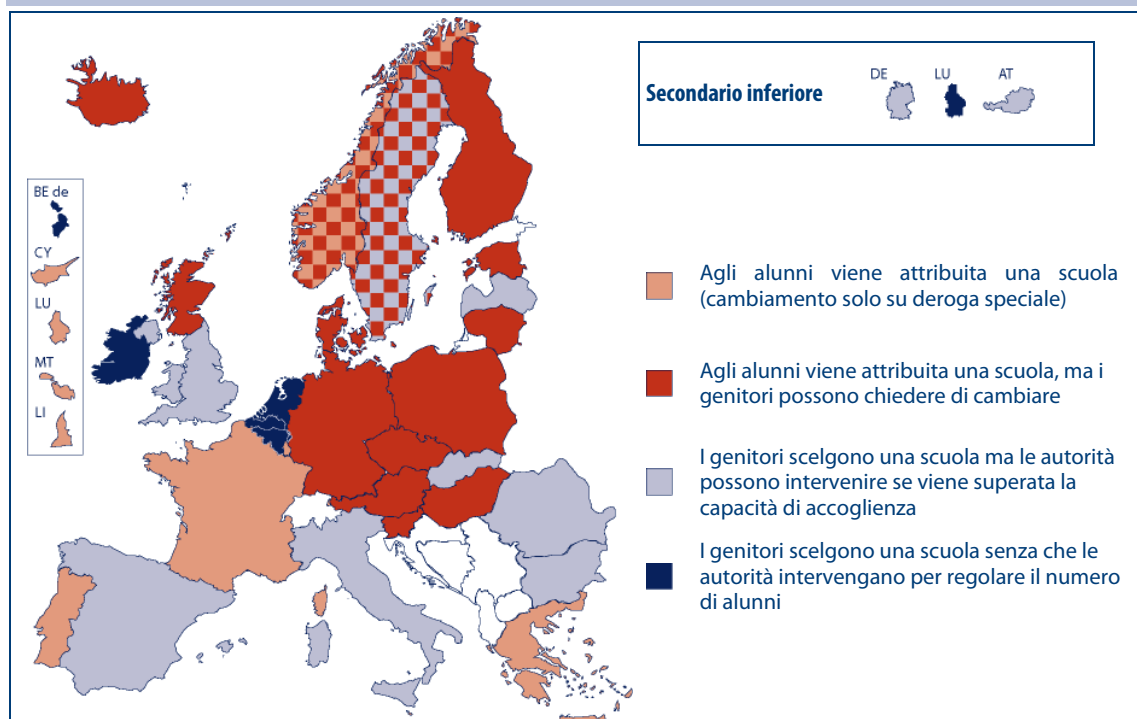 Secondario inferiore
DE
LU
AT
BE de
CY
LU
MT
LI
Agli alunni viene attribuita una scuola
(cambiamento solo su deroga speciale)
Agli alunni viene attribuita una scuola, ma i
genitori possono chiedere di cambiare
I genitori scelgono una scuola ma le autorità
possono intervenire se viene superata la
capacità di accoglienza
I genitori scelgono una scuola senza che le
autorità intervengano per regolare il numero
di alunni